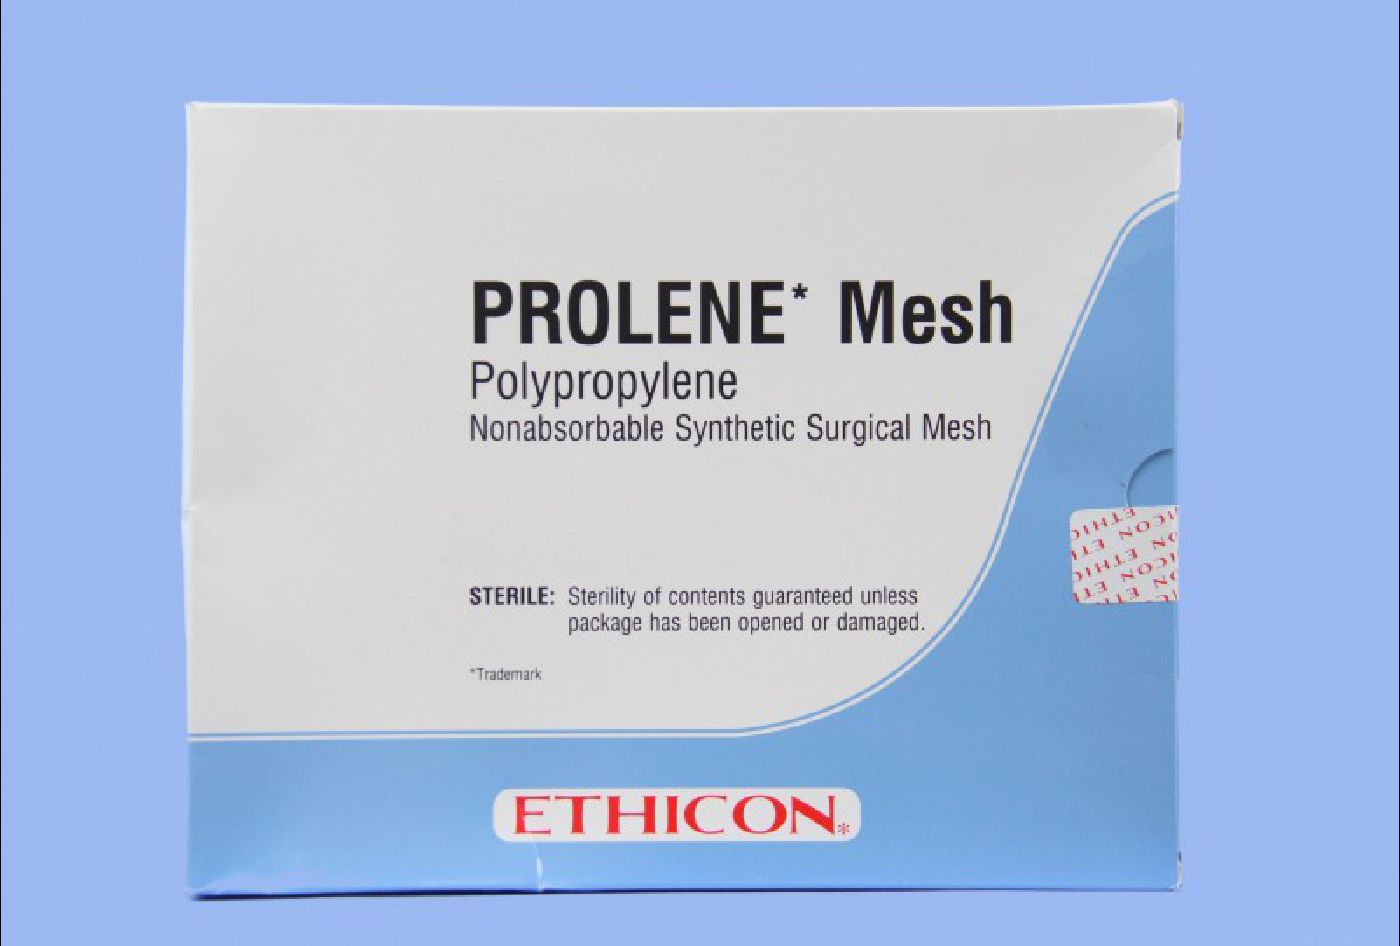 PROLENE* Mesh
Polypropylene
Nonabsorbable Synthetic Surgical Mesh
STERILE: Sterility of contents guaranteed unless
package has been opened or damaged.
*Trademark
ETHICON
ETHICON*